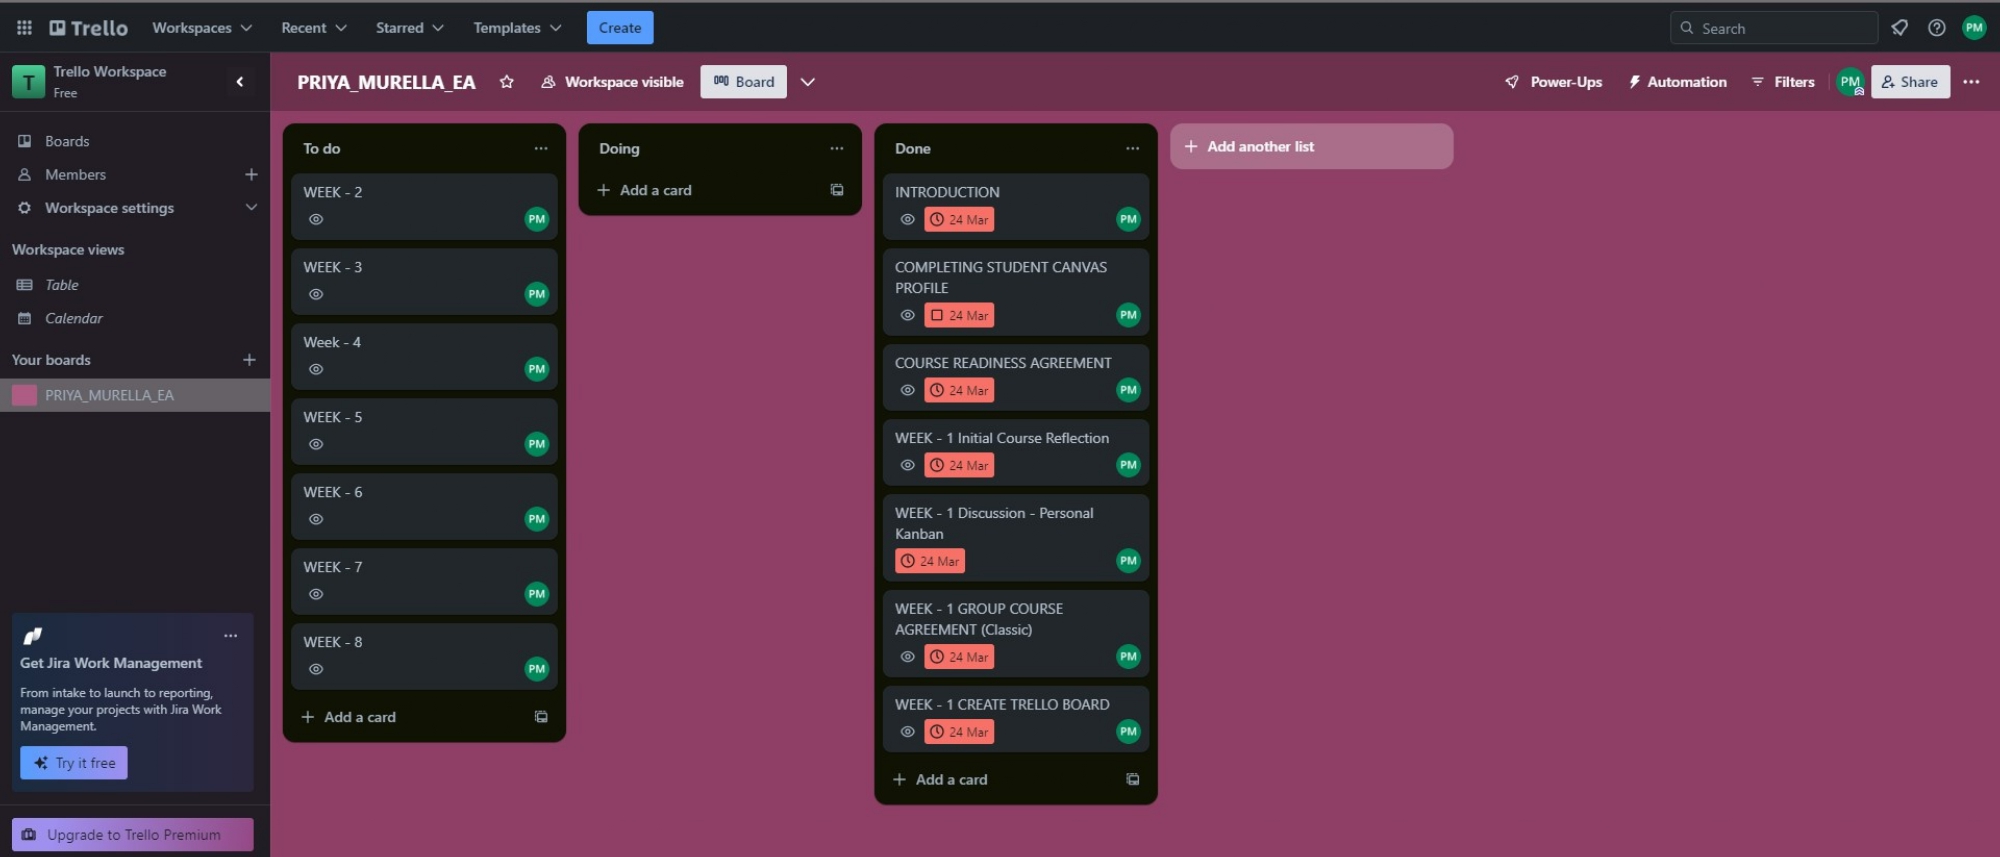 Trello Workspaces Recent Starred Templates Create Search PM
T Trello Workspace
Free
Boards
Members
Workspace settings
Workspace views
Table
Calendar
Your boards
PRIYA_MURELLA_EA
Get Jira Work Management
From intake to launch to reporting,
manage your projects with Jira Work
Management.
Try it free
Upgrade to Trello Premium
PRIYA_MURELLA_EA Workspace visible Board Power-Ups Automation Filters PM Share
To do
WEEK - 2
PM
WEEK - 3
PM
Week - 4
PM
WEEK - 5
PM
WEEK - 6
PM
WEEK - 7
PM
WEEK - 8
PM
Add a card
Doing
Add a card
Done
INTRODUCTION
24 Mar PM
COMPLETING STUDENT CANVAS
PROFILE
24 Mar PM
COURSE READINESS AGREEMENT
24 Mar PM
WEEK - 1 Initial Course Reflection
24 Mar PM
WEEK - 1 Discussion - Personal
Kanban
24 Mar PM
WEEK - 1 GROUP COURSE
AGREEMENT (Classic)
24 Mar PM
WEEK - 1 CREATE TRELLO BOARD
24 Mar PM
Add a card
Add another list